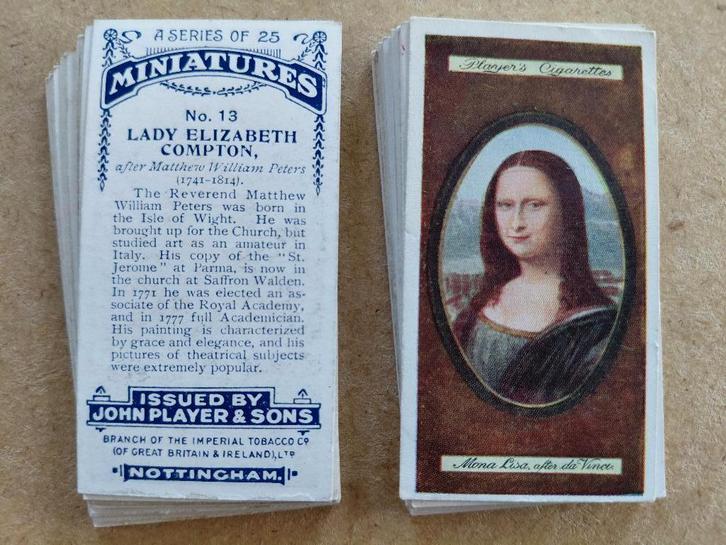 A SERIES OF 25
MINIATURES
No. 13
LADY ELIZABETH
COMPTON,
after Matthew William Peters
(1741-1814).
The Reverend Matthew
William Peters was born in
the Isle of Wight. He was
brought up for the Church, but
studied art as an amateur in
Italy. His copy of the "St.
Jerome" at Parma, is now in
the church at Saffron Walden.
In 1771 he was elected an as-
sociate of the Royal Academy,
and in 1777 full Academician.
His painting is characterized
by grace and elegance, and his
pictures of theatrical subjects
were extremely popular.
ISSUED BY
JOHN PLAYER & SONS
BRANCH OF THE IMPERIAL TOBACCO Co
(OF GREAT BRITAIN & IRELAND), LTD
NOTTINGHAM.
Player's Cigarettes
Mona Lisa, after da Vinci.